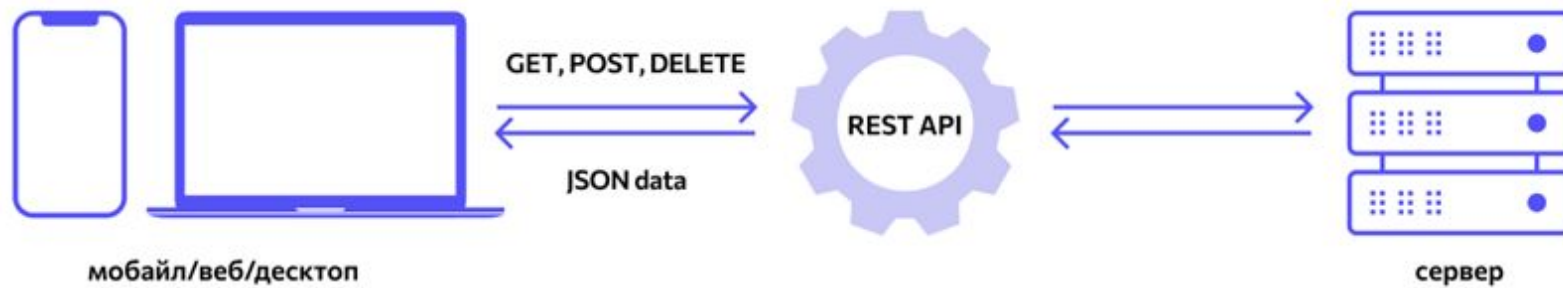 GET, POST, DELETE
REST API
JSON data
мобайл/веб/десктоп
сервер